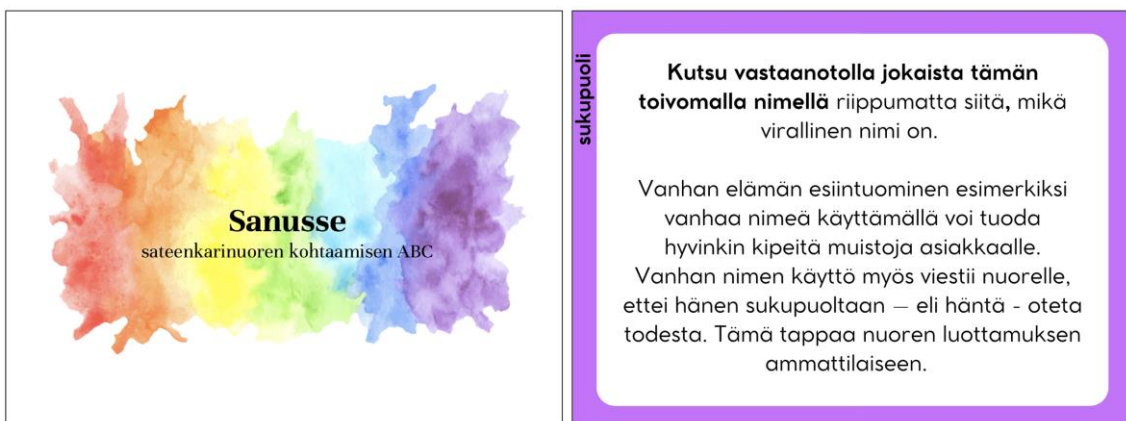 Sanusse
sateenkarinuoren kohtaamisen ABC
sukupuoli
Kutsu vastaanotolla jokaista tämän
toivomalla nimellä riippumatta siitä, mikä
virallinen nimi on.
Vanhan elämän esiintuominen esimerkiksi
vanhaa nimeä käyttämällä voi tuoda
hyvinkin kipeitä muistoja asiakkaalle.
Vanhan nimen käyttö myös viestii nuorelle,
ettei hänen sukupuoltaan – eli häntä - oteta
todesta. Tämä tappaa nuoren luottamuksen
ammattilaiseen.